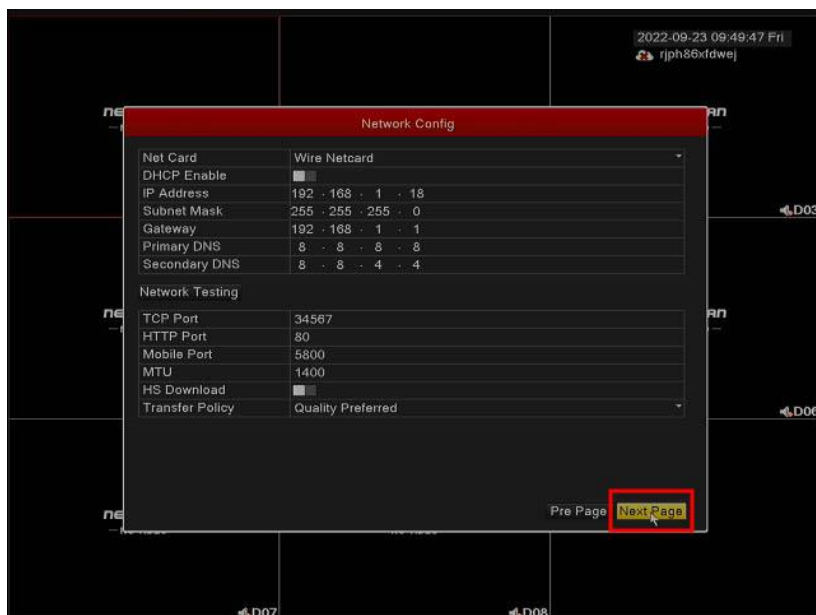 2022-09-23 09:49:47 Fri
rjph86xfdwej
Network Config
Net Card Wire Netcard
DHCP Enable
IP Address 192 . 168 . 1 . 18
Subnet Mask 255 . 255 . 255 . 0
Gateway 192 . 168 . 1 . 1
Primary DNS 8 . 8 . 8 . 8
Secondary DNS 8 . 8 . 4 . 4
D03
Network Testing
TCP Port 34567
HTTP Port 80
Mobile Port 5800
MTU 1400
HS Download
Transfer Policy Quality Preferred
D06
Pre Page Next Page
D07 D08